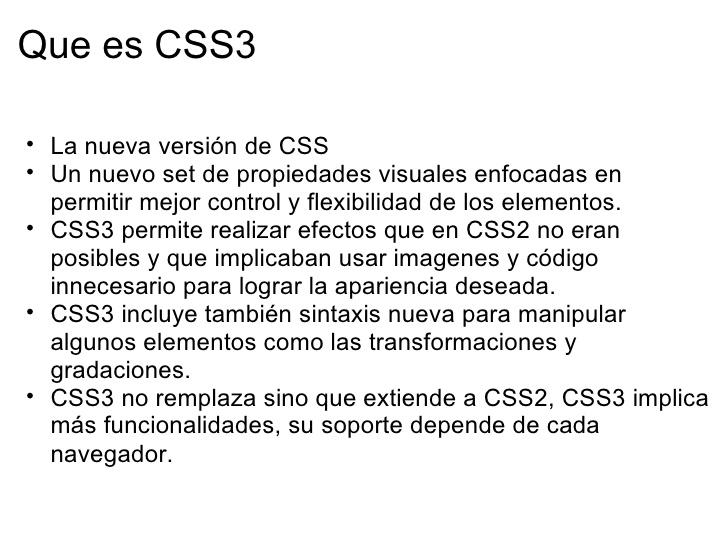 Que es CSS3
• La nueva versión de CSS
• Un nuevo set de propiedades visuales enfocadas en
permitir mejor control y flexibilidad de los elementos.
• CSS3 permite realizar efectos que en CSS2 no eran
posibles y que implicaban usar imagenes y código
innecesario para lograr la apariencia deseada.
• CSS3 incluye también sintaxis nueva para manipular
algunos elementos como las transformaciones y
gradaciones.
• CSS3 no remplaza sino que extiende a CSS2, CSS3 implica
más funcionalidades, su soporte depende de cada
navegador.